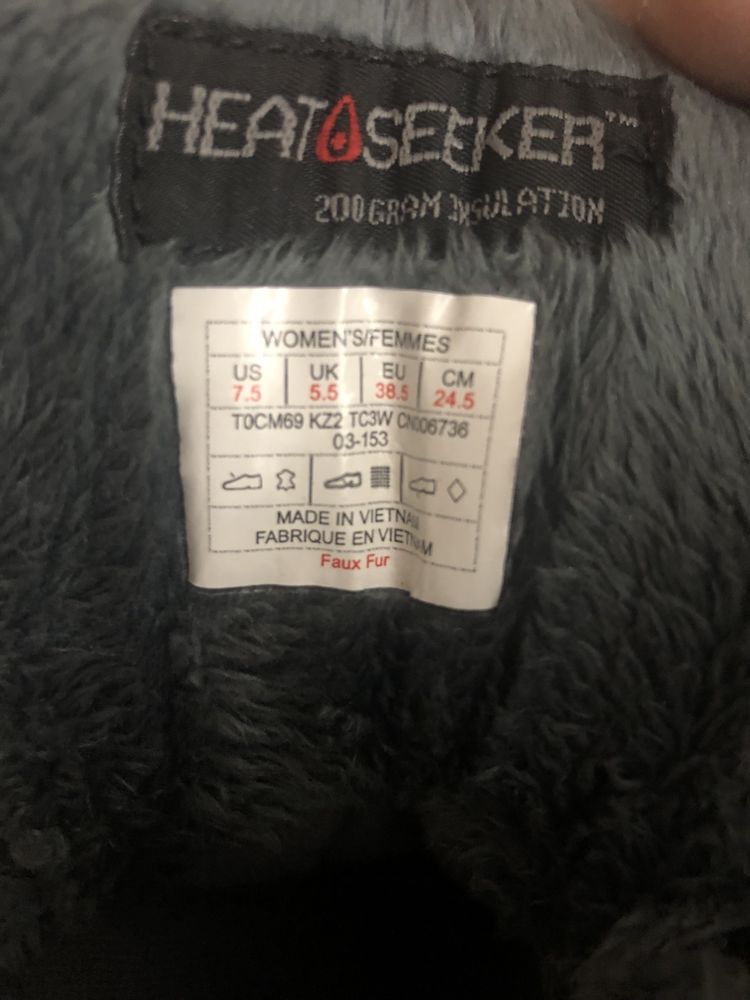 HEATSEEKER™
200 GRAM INSULATION
WOMEN'S/FEMMES
US UK EU CM
7.5 5.5 38.5 24.5
T0CM69 KZ2 TC3W CN006736
03-153
MADE IN VIETNAM
FABRIQUE EN VIETNAM
Faux Fur